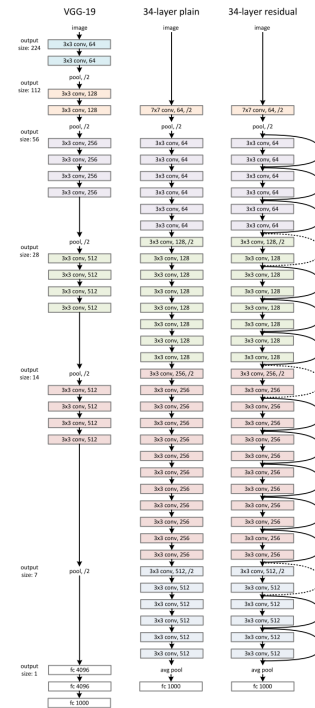 output
size: 224
output
size: 112
output
size: 56
output
size: 28
output
size: 14
output
size: 7
output
size: 1
VGG-19
image
3x3 conv, 64
3x3 conv, 64
pool, /2
3x3 conv, 128
3x3 conv, 128
pool, /2
3x3 conv, 256
3x3 conv, 256
3x3 conv, 256
3x3 conv, 256
pool, /2
3x3 conv, 512
3x3 conv, 512
3x3 conv, 512
3x3 conv, 512
pool, /2
3x3 conv, 512
3x3 conv, 512
3x3 conv, 512
3x3 conv, 512
pool, /2
fc 4096
fc 4096
fc 1000
34-layer plain
image
7x7 conv, 64, /2
pool, /2
3x3 conv, 64
3x3 conv, 64
3x3 conv, 64
3x3 conv, 64
3x3 conv, 64
3x3 conv, 64
3x3 conv, 128, /2
3x3 conv, 128
3x3 conv, 128
3x3 conv, 128
3x3 conv, 128
3x3 conv, 128
3x3 conv, 128
3x3 conv, 128
3x3 conv, 256, /2
3x3 conv, 256
3x3 conv, 256
3x3 conv, 256
3x3 conv, 256
3x3 conv, 256
3x3 conv, 256
3x3 conv, 256
3x3 conv, 256
3x3 conv, 256
3x3 conv, 256
3x3 conv, 256
3x3 conv, 512, /2
3x3 conv, 512
3x3 conv, 512
3x3 conv, 512
3x3 conv, 512
3x3 conv, 512
avg pool
fc 1000
34-layer residual
image
7x7 conv, 64, /2
pool, /2
3x3 conv, 64
3x3 conv, 64
3x3 conv, 64
3x3 conv, 64
3x3 conv, 64
3x3 conv, 64
3x3 conv, 128, /2
3x3 conv, 128
3x3 conv, 128
3x3 conv, 128
3x3 conv, 128
3x3 conv, 128
3x3 conv, 128
3x3 conv, 128
3x3 conv, 256, /2
3x3 conv, 256
3x3 conv, 256
3x3 conv, 256
3x3 conv, 256
3x3 conv, 256
3x3 conv, 256
3x3 conv, 256
3x3 conv, 256
3x3 conv, 256
3x3 conv, 256
3x3 conv, 256
3x3 conv, 512, /2
3x3 conv, 512
3x3 conv, 512
3x3 conv, 512
3x3 conv, 512
3x3 conv, 512
avg pool
fc 1000